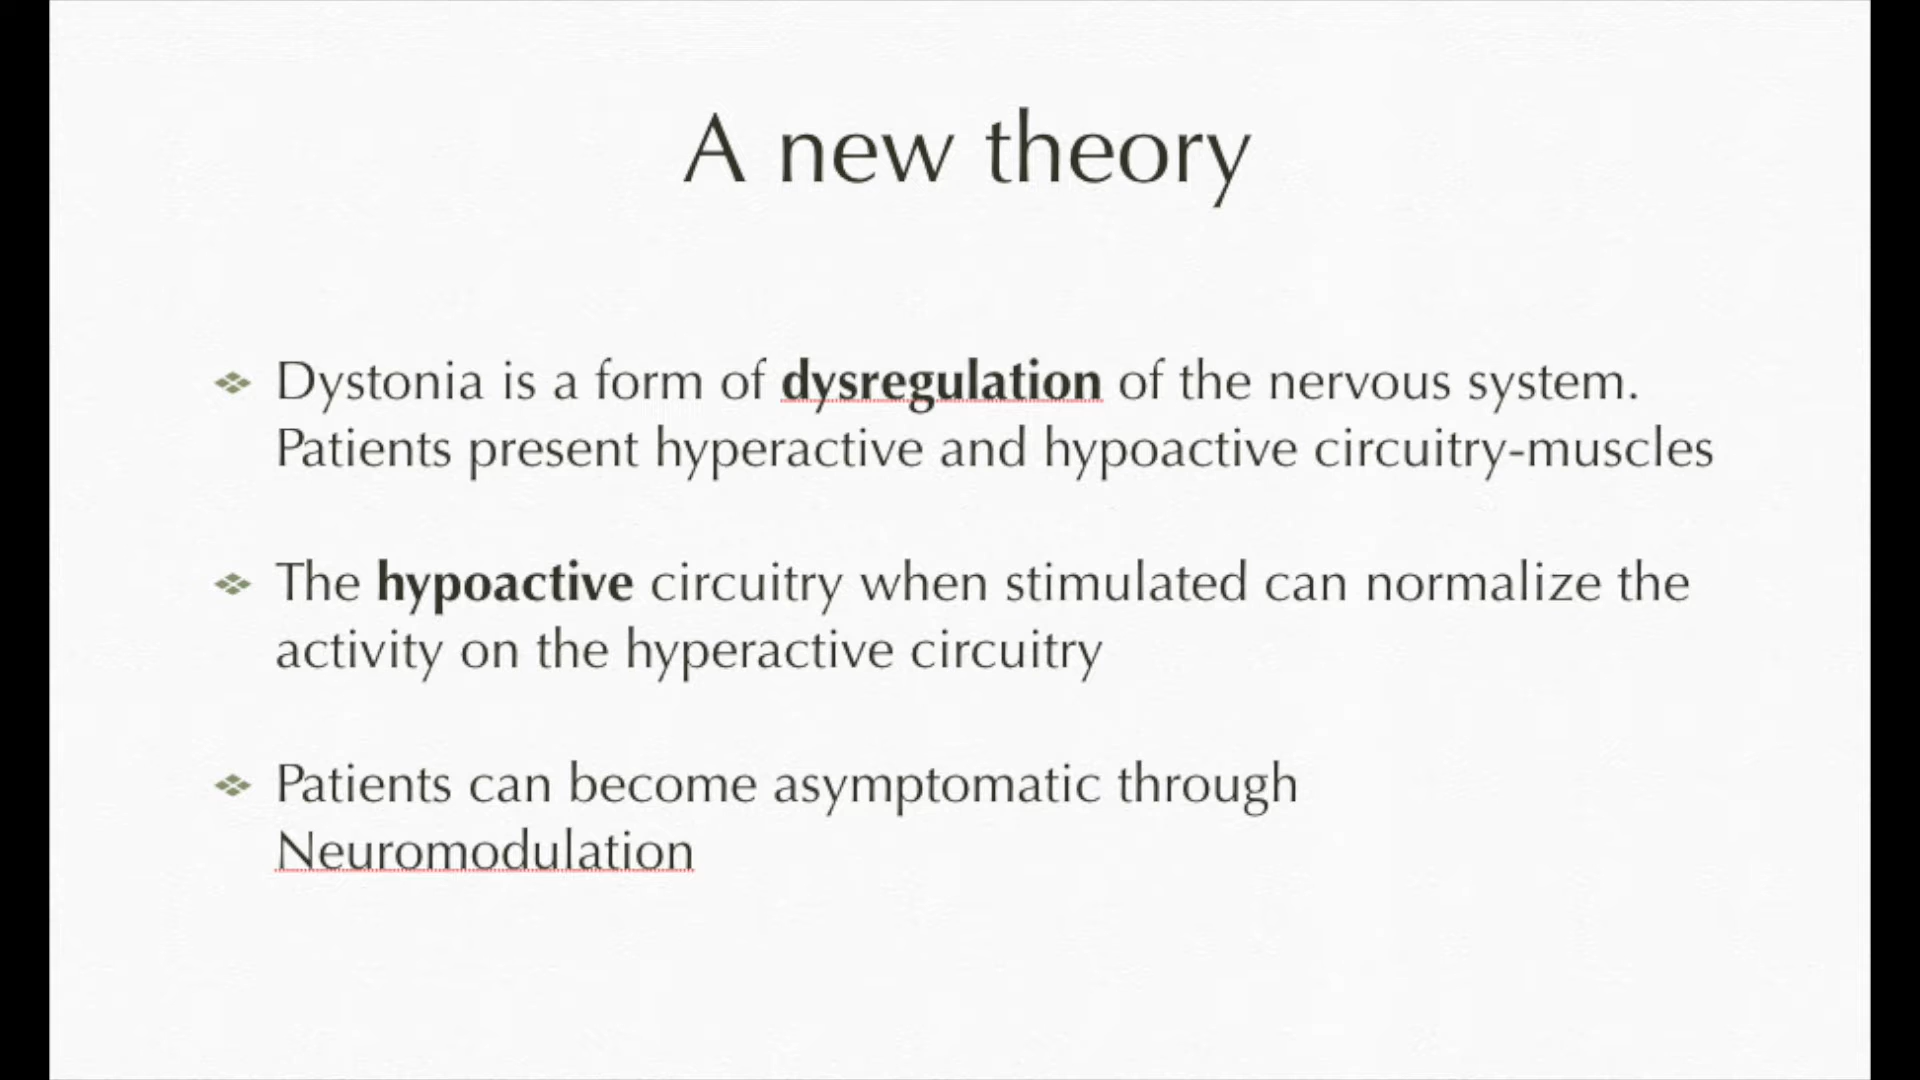 A new theory
Dystonia is a form of dysregulation of the nervous system.
Patients present hyperactive and hypoactive circuitry-muscles
The hypoactive circuitry when stimulated can normalize the
activity on the hyperactive circuitry
Patients can become asymptomatic through
Neuromodulation